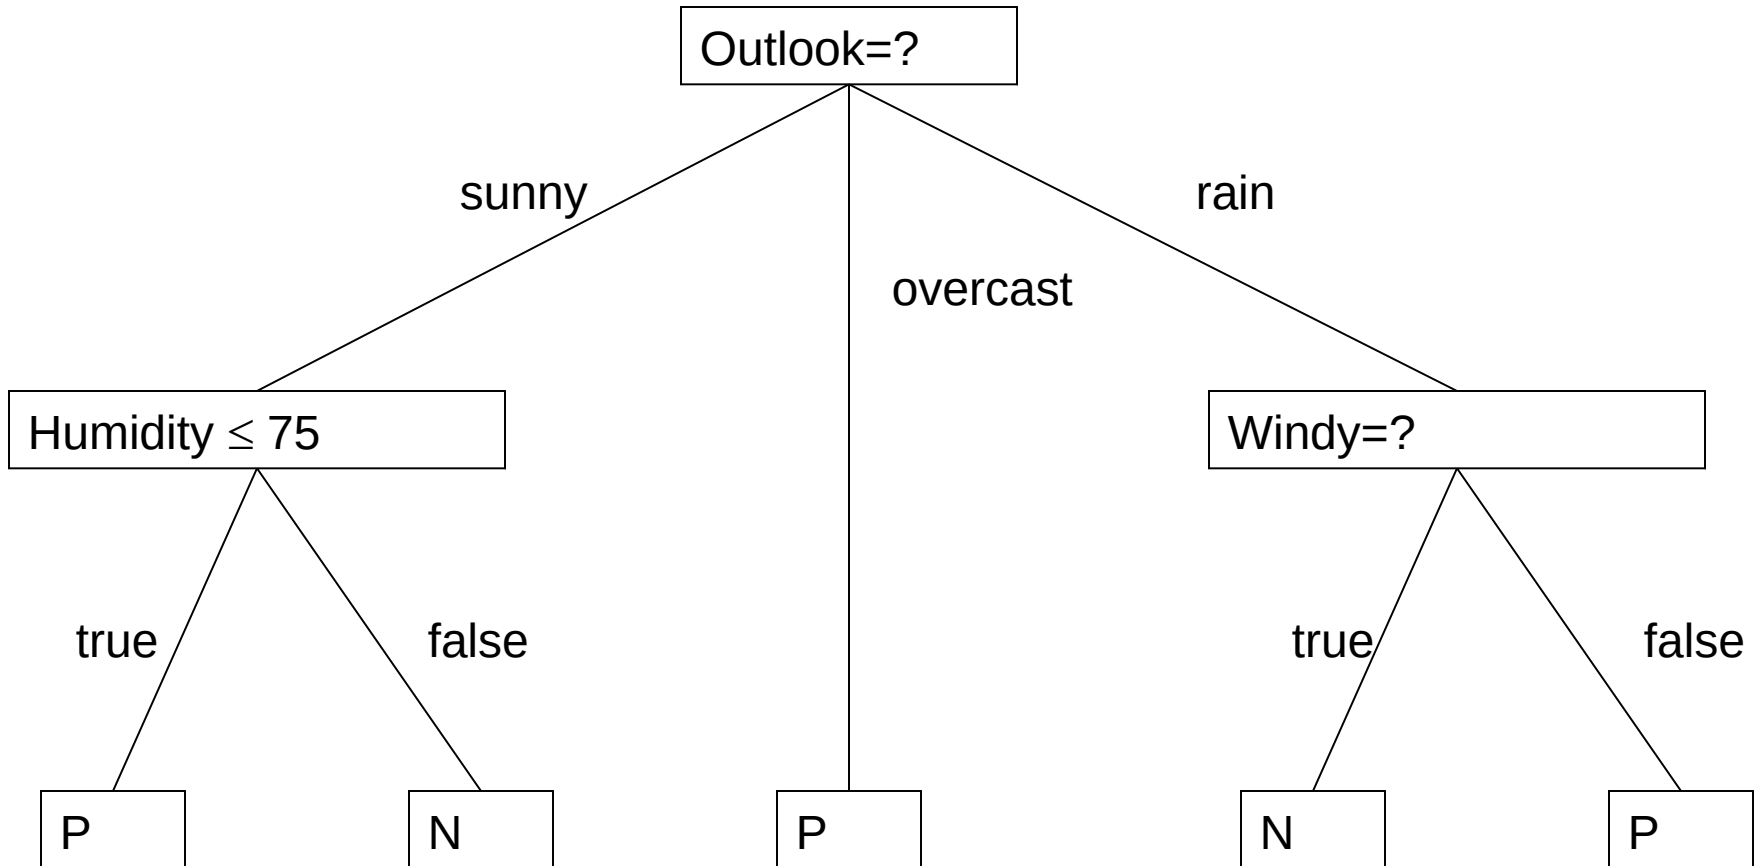 Outlook=?
sunny
rain
overcast
Humidity ≤ 75
Windy=?
true
false
true
false
P
N
P
N
P